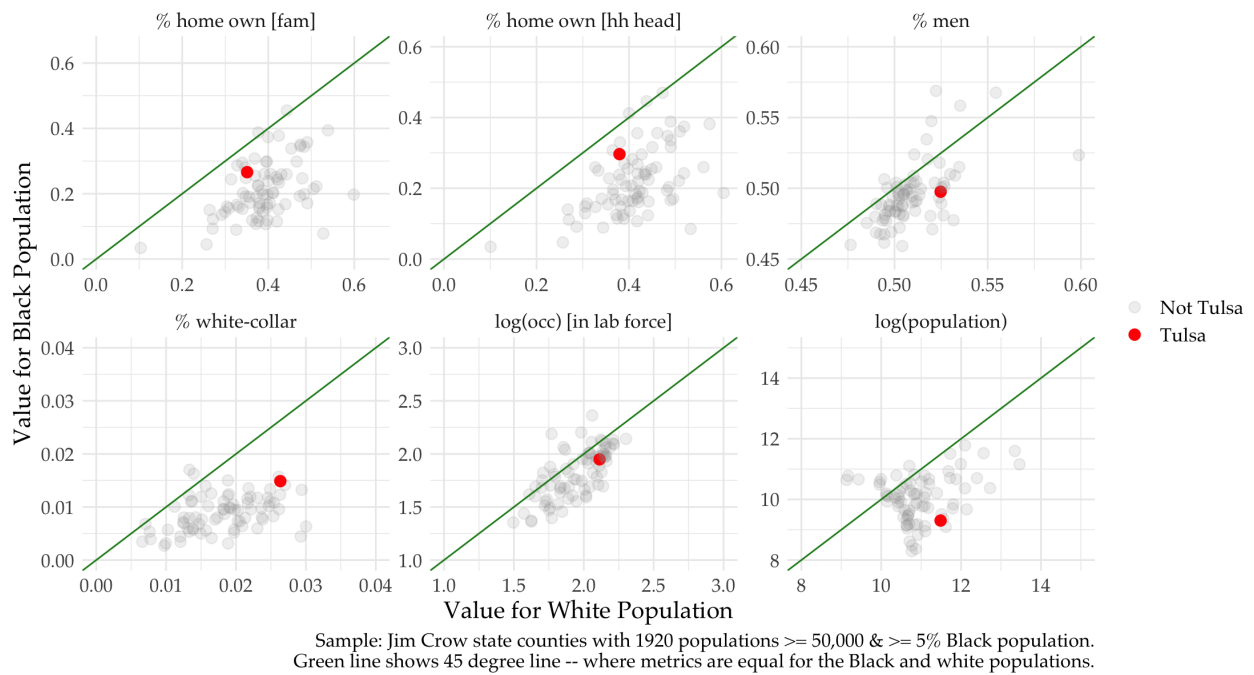 % home own [fam]
% home own [hh head]
% men
0.6
0.4
0.2
0.0
0.0 0.2 0.4 0.6
0.6
0.4
0.2
0.0
0.0 0.2 0.4 0.6
0.60
0.55
0.50
0.45
0.45 0.50 0.55 0.60
Value for Black Population
% white-collar
log(occ) [in lab force]
log(population)
0.04
0.03
0.02
0.01
0.00
0.00 0.01 0.02 0.03 0.04
3.0
2.5
2.0
1.5
1.0
1.0 1.5 2.0 2.5 3.0
14
12
10
8
8 10 12 14
Not Tulsa
Tulsa
Value for White Population
Sample: Jim Crow state counties with 1920 populations >= 50,000 & >= 5% Black population.
Green line shows 45 degree line -- where metrics are equal for the Black and white populations.